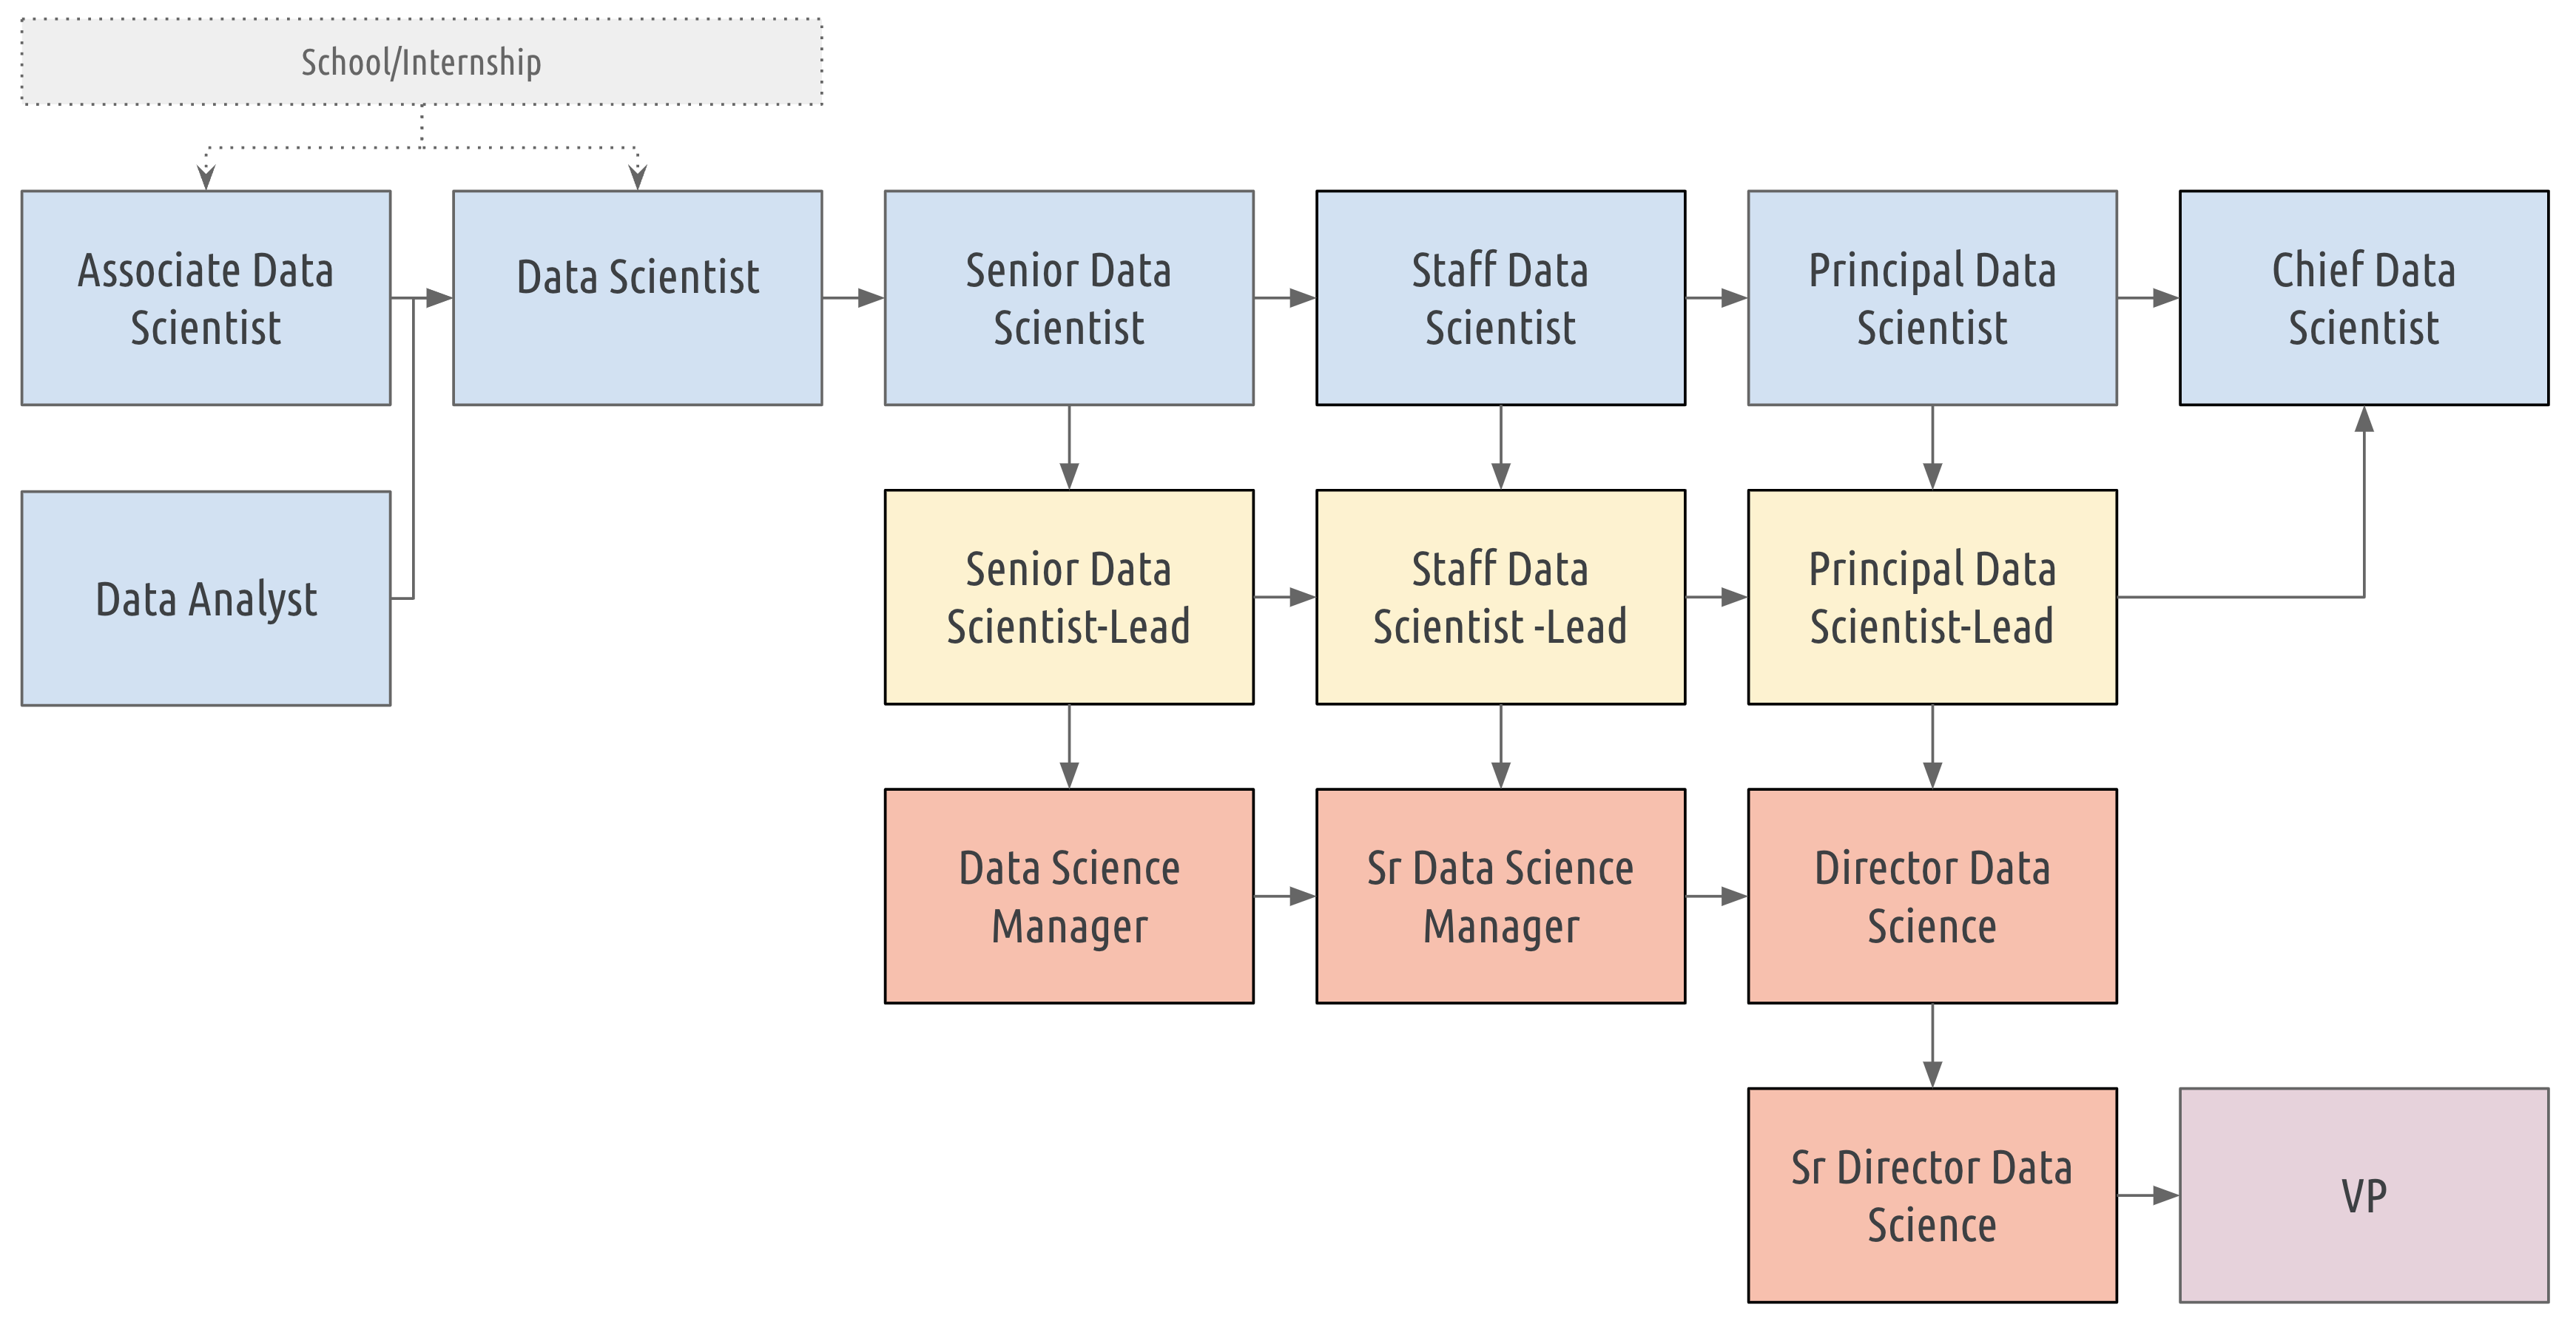 School/Internship
Associate Data
Scientist
Data Scientist
Senior Data
Scientist
Staff Data
Scientist
Principal Data
Scientist
Chief Data
Scientist
Data Analyst
Senior Data
Scientist-Lead
Staff Data
Scientist -Lead
Principal Data
Scientist-Lead
Data Science
Manager
Sr Data Science
Manager
Director Data
Science
Sr Director Data
Science
VP